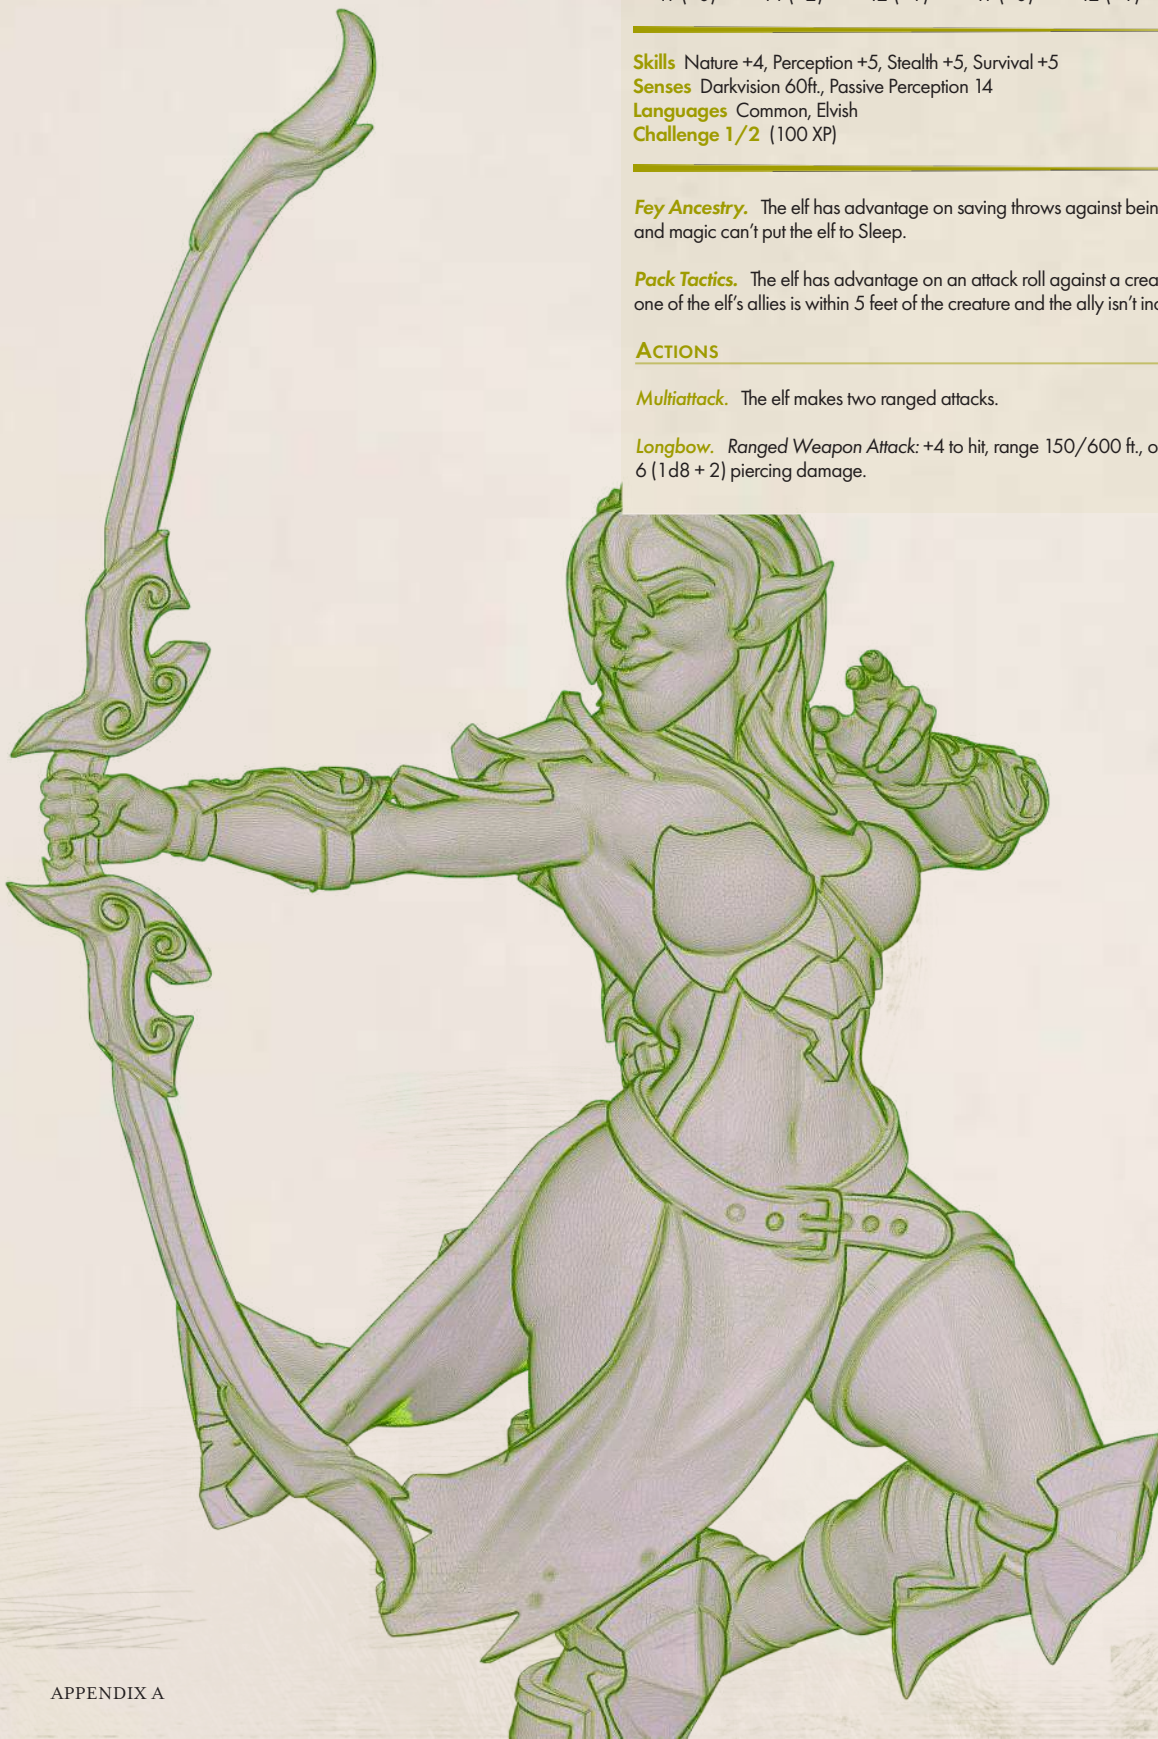 Skills Nature +4, Perception +5, Stealth +5, Survival +5
Senses Darkvision 60ft., Passive Perception 14
Languages Common, Elvish
Challenge 1/2 (100 XP)
Fey Ancestry. The elf has advantage on saving throws against
and magic can't put the elf to Sleep.
Pack Tactics. The elf has advantage on an attack roll against a
one of the elf's allies is within 5 feet of the creature and the ally isn't
ACTIONS
Multiattack. The elf makes two ranged attacks.
Longbow. Ranged Weapon Attack: +4 to hit, range 150/600 ft.,
6 (1d8 + 2) piercing damage.
APPENDIX A